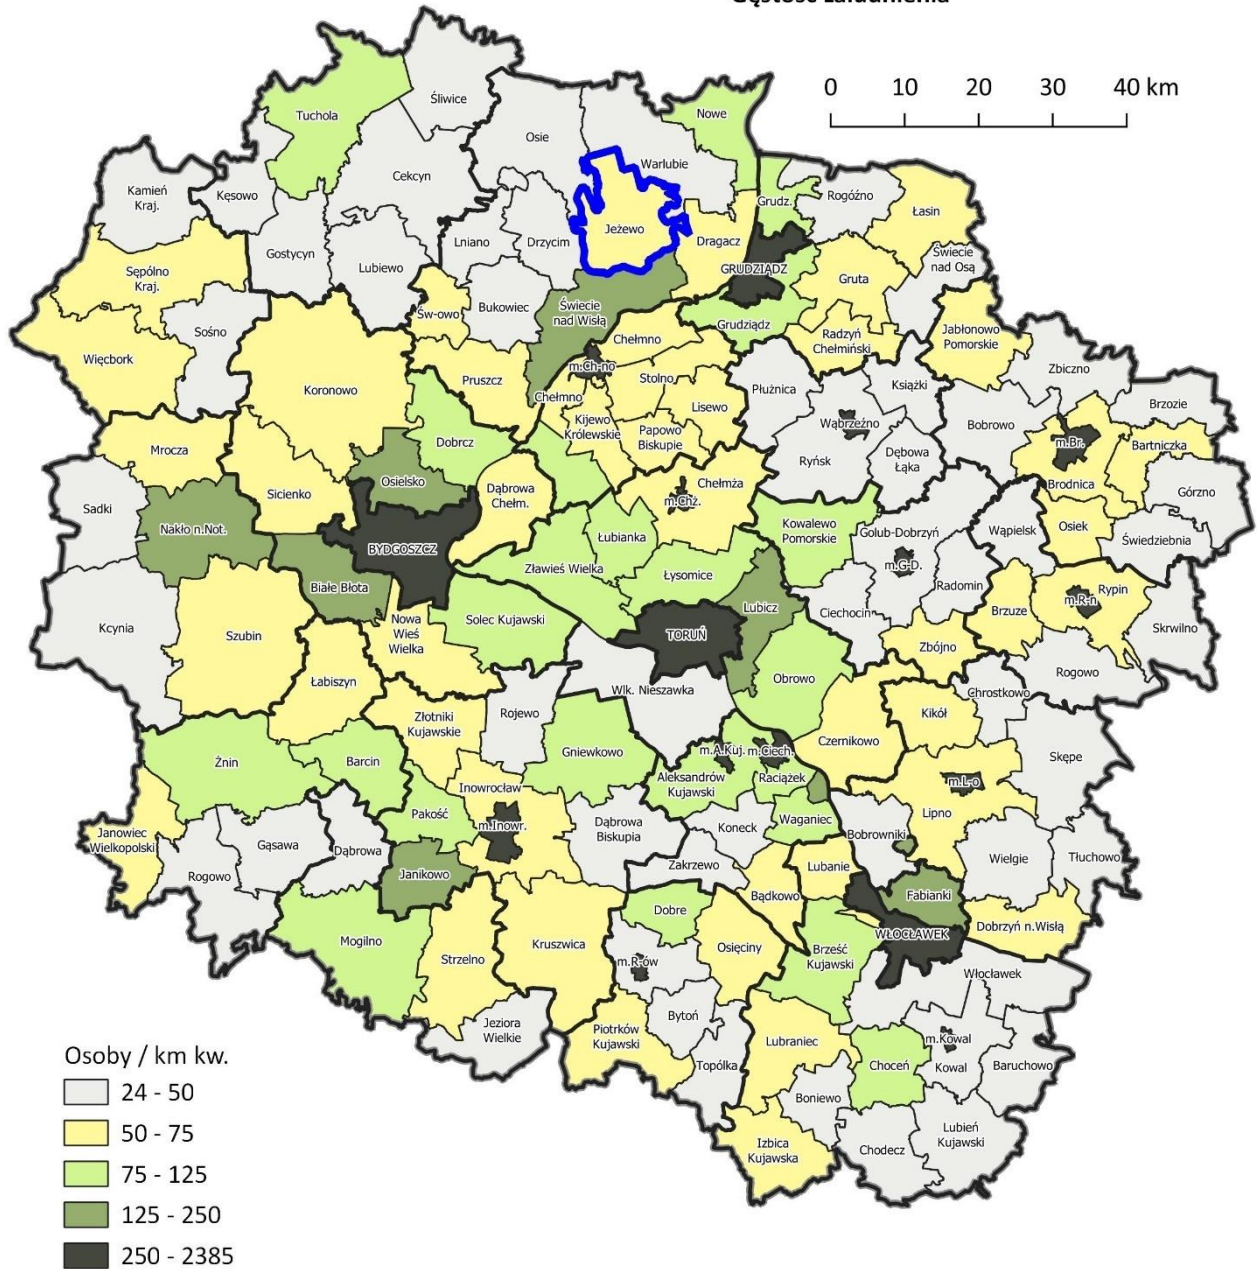 Gęstość zaludnienia
0 10 20 30 40 km
Śliwice
Tuchola
Nowe
Osie
Warlubie
Cekcyn
Kamień
Kraj.
Kęsowo
Grudz.
Rogóźno
Łasin
Jeżewo
Lniano
Drzycim
Dragacz
Gostycyn
Lubiewo
Świecie
nad Osą
Sępólno
Kraj.
GRUDZIĄDZ
Gruta
Św-owo
Bukowiec
Świecie
nad Wisłą
Sośno
Grudziądz
Radzyń
Chełmiński
Jabłonowo
Pomorskie
Więcbork
Chełmno
m.Ch-no
Zbiczno
Koronowo
Pruszcz
Stolno
Płużnica
Książki
Chełmno
Lisewo
Brzozie
Kijewo
Królewskie
Papowo
Biskupie
Wąbrzeźno
Bobrowo
m.Br.
Bartniczka
Mrocza
Dobrcz
Ryńsk
Dębowa
Łąka
Sadki
Sicienko
Osielsko
Dąbrowa
Chełm.
Chełmża
m.Chż.
Brodnica
Górzno
Nakło n.Not.
Kowalewo
Pomorskie
Golub-Dobrzyń
Wąpielsk
Osiek
Świedziebnia
BYDGOSZCZ
Łubianka
m.G-D.
Białe Błota
Zławieś Wielka
Łysomice
Radomin
Rypin
m.R-n
Kcynia
Szubin
Nowa
Wieś
Wielka
Solec Kujawski
Lubicz
Ciechocin
Brzuze
TORUŃ
Skrwilno
Zbójno
Łabiszyn
Obrowo
Rogowo
Wlk. Nieszawka
Chrostkowo
Złotniki
Kujawskie
Rojewo
Kikół
Czernikowo
Żnin
Barcin
Gniewkowo
m.A.Kuj.
m.Ciech.
Skępe
Aleksandrów
Kujawski
Raciążek
m.L-o
Inowrocław
Pakość
m.Inowr.
Lipno
Janowiec
Wielkopolski
Dąbrowa
Biskupia
Koneck
Waganiec
Bobrowniki
Gąsawa
Dąbrowa
Wielgie
Tłuchowo
Rogowo
Janikowo
Zakrzewo
Lubanie
Bądkowo
Fabianki
Dobre
Dobrzyń n.Wisłą
Mogilno
Kruszwica
Osięciny
WŁOCŁAWEK
Brześć
Kujawski
Strzelno
m.R-ów
Włocławek
Jeziora
Wielkie
Bytoń
Piotrków
Kujawski
Lubraniec
m.Kowal
Topólka
Choceń
Kowal
Baruchowo
Boniewo
Lubień
Kujawski
Izbica
Kujawska
Chodecz
Osoby / km kw.
24 - 50
50 - 75
75 - 125
125 - 250
250 - 2385